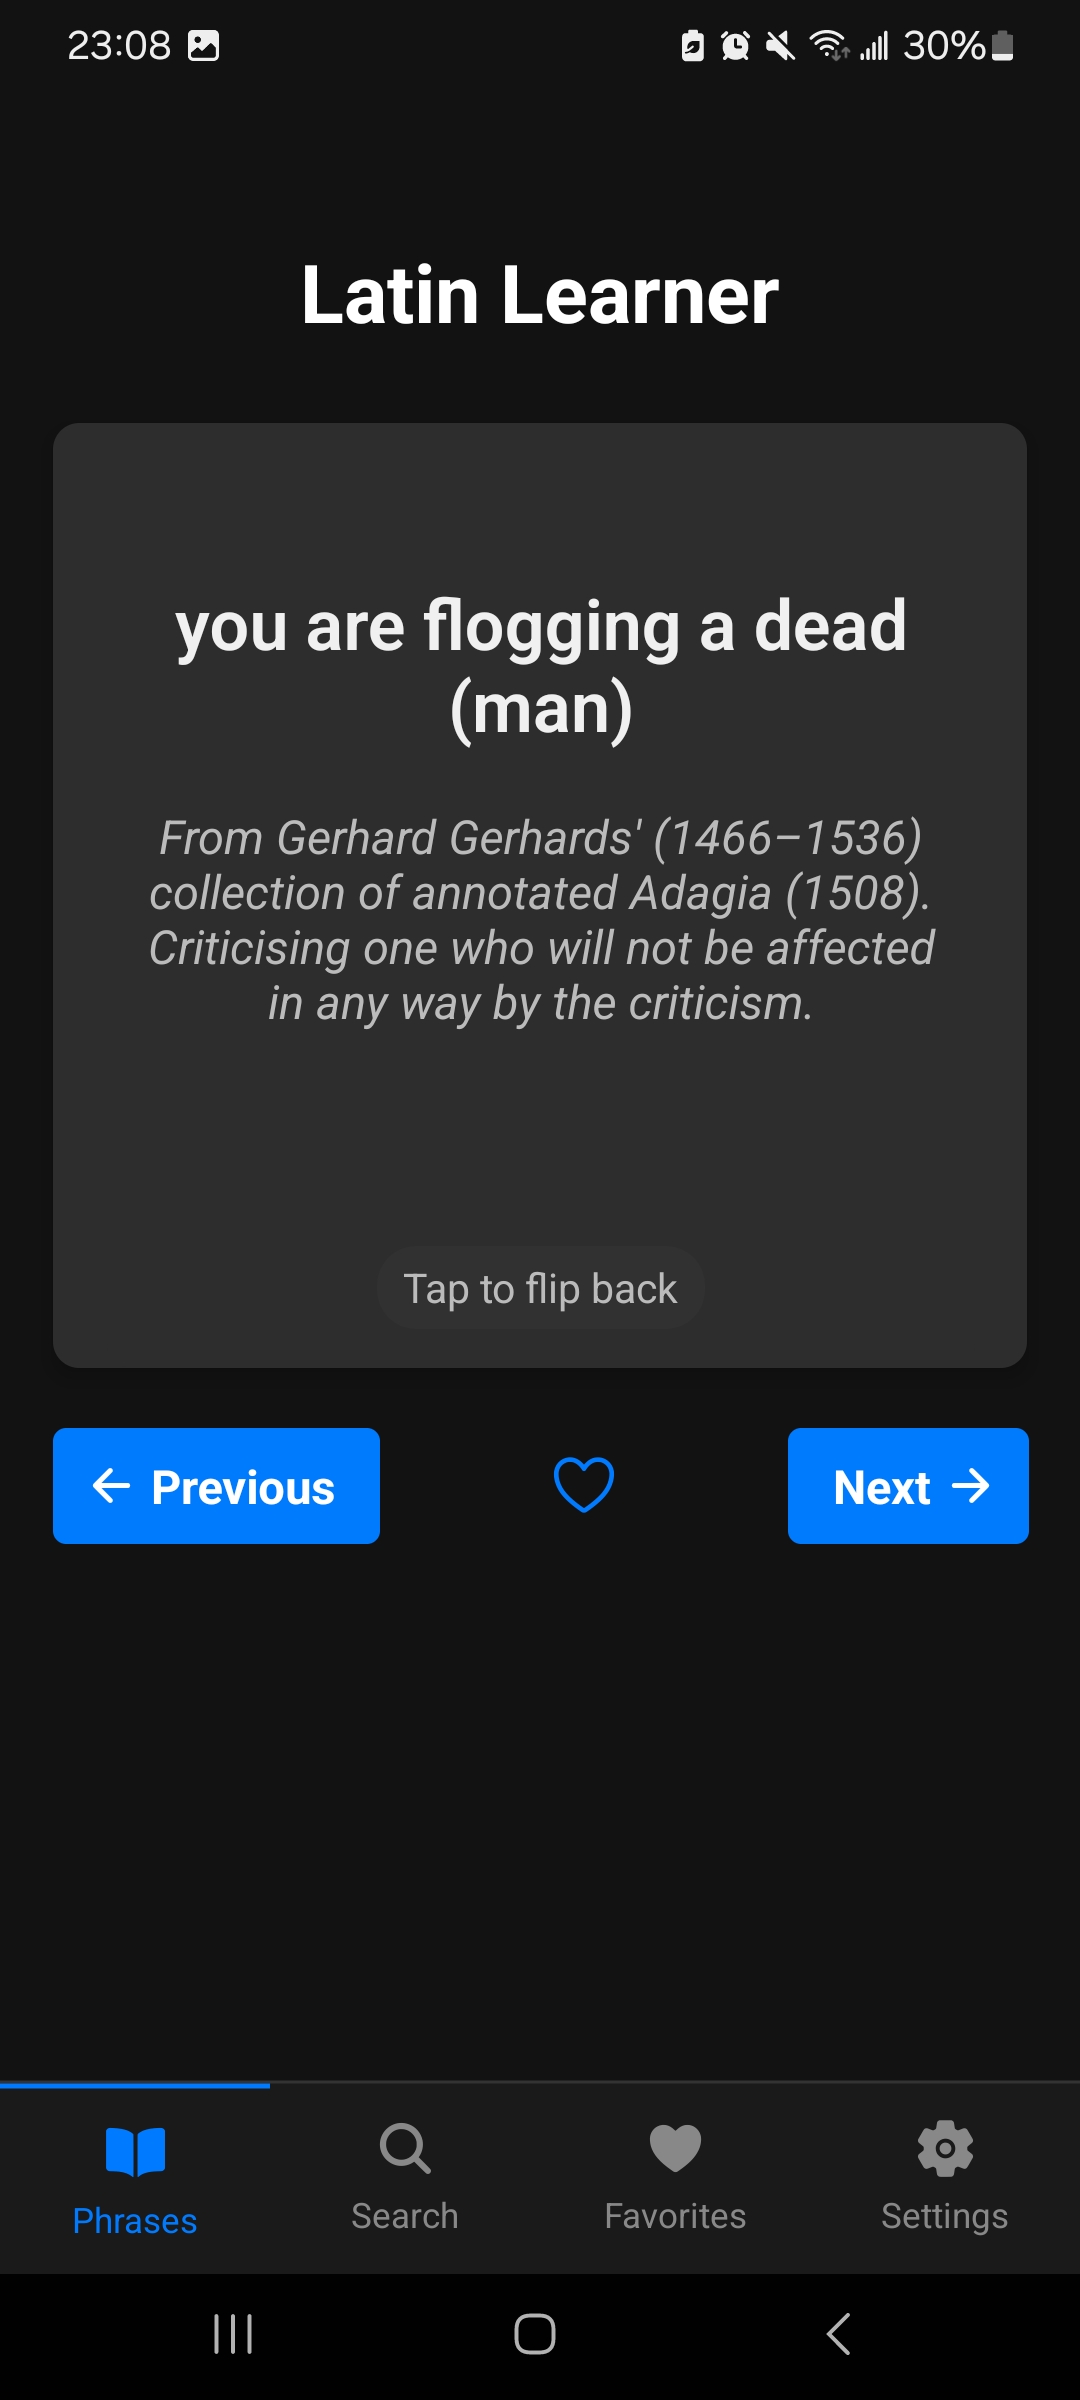 23:08
30%
Latin Learner
you are flogging a dead
(man)
From Gerhard Gerhards' (1466–1536)
collection of annotated Adagia (1508).
Criticising one who will not be affected
in any way by the criticism.
Tap to flip back
← Previous
Next →
Phrases
Search
Favorites
Settings